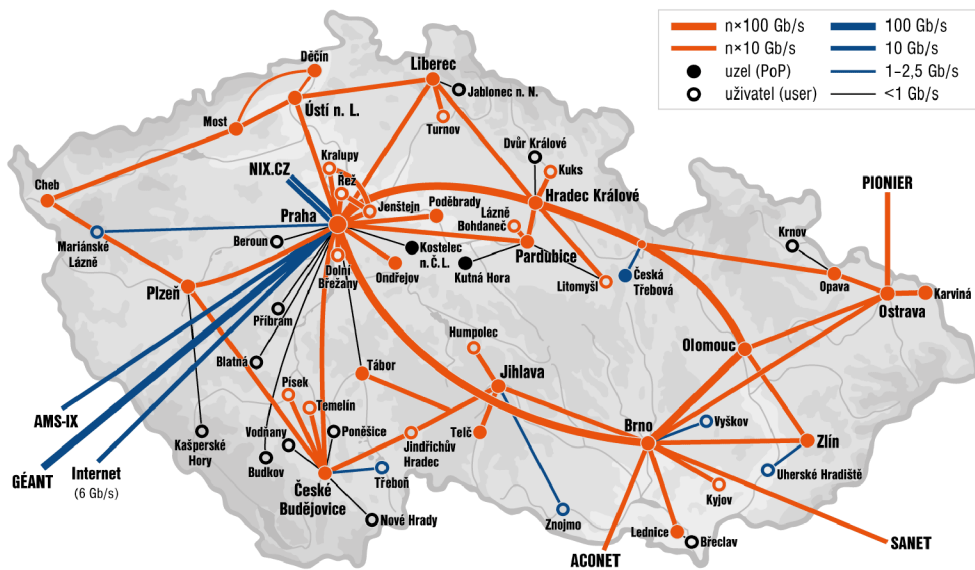 n×100 Gb/s
n×10 Gb/s
uzel (PoP)
uživatel (user)
100 Gb/s
10 Gb/s
1–2,5 Gb/s
<1 Gb/s
Děčín
Liberec
Jablonec n. N.
Ústí n. L.
Most
Turnov
Dvůr Králové
Kralupy
Kuks
NIX.CZ
Řež
Cheb
Jenštejn
Hradec Králové
PIONIER
Praha
Poděbrady
Lázně
Bohdaneč
Mariánské
Lázně
Beroun
Kostelec
n. Č. L.
Krnov
Pardubice
Dolní
Břežany
Ondřejov
Kutná Hora
Litomyšl
Česká
Třebová
Opava
Karviná
Plzeň
Ostrava
Příbram
Humpolec
Olomouc
Blatná
Tábor
Jihlava
Písek
AMS-IX
Temelín
Brno
Vyškov
Vodňany
Poněšice
Telč
Zlín
Kašperské
Hory
Jindřichův
Hradec
GÉANT
Internet
(6 Gb/s)
Budkov
České
Budějovice
Třeboň
Uherské Hradiště
Kyjov
Nové Hrady
Znojmo
Lednice
Břeclav
SANET
ACONET